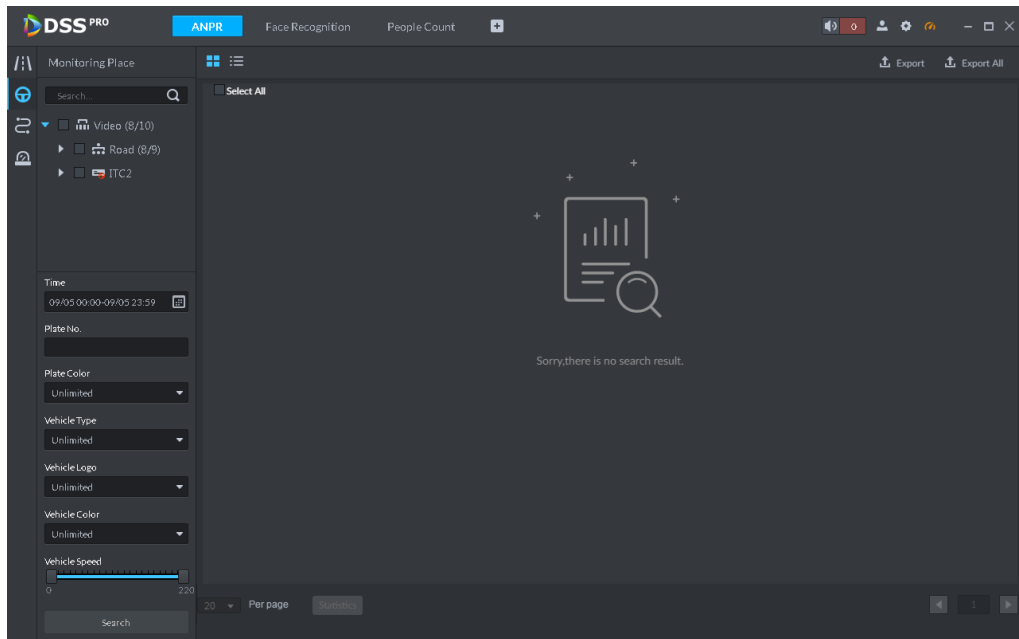 DSS PRO
ANPR
Face Recognition
People Count
0
Monitoring Place
Export
Export All
Search...
Select All
Video (8/10)
Road (8/9)
ITC2
Time
09/05 00:00-09/05 23:59
Plate No.
Plate Color
Unlimited
Vehicle Type
Unlimited
Vehicle Logo
Unlimited
Vehicle Color
Unlimited
Vehicle Speed
0
220
Search
Sorry,there is no search result.
20
Per page
Statistics
1